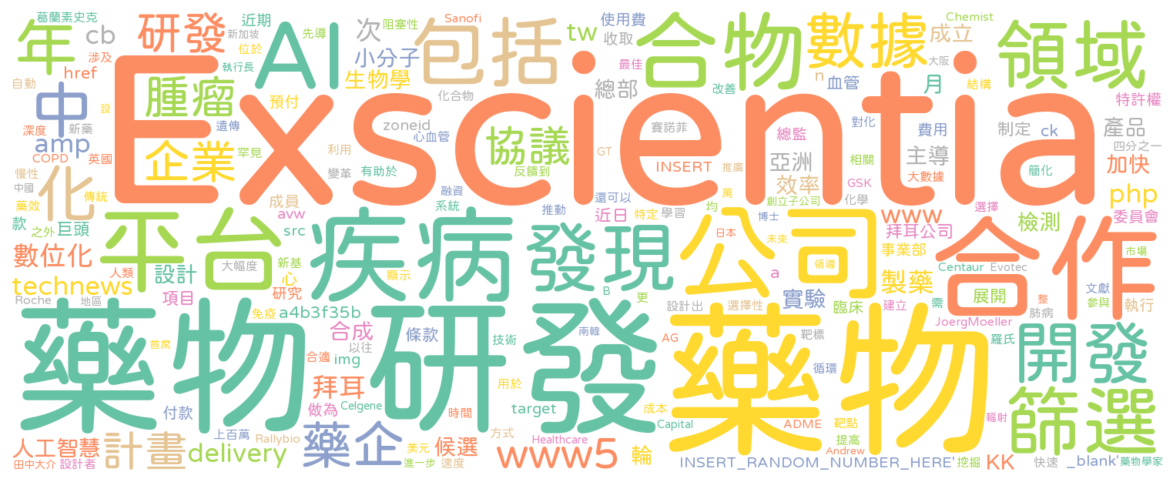 葛蘭素史克 近期 cb 次 阻塞性 Sanofi 使用費 tw 收取 Chemist 成立
年 研發 AI 包括 合物 數據 領域
新加坡 先導 小分子 最佳 n 大阪
涉及 位於 執行長 生物學 改善 血管 月 結構
自動 href 腫瘤 預付 化合物 總部 特許權
中 Exscientia
設 遺傳 zoneid 心血管 協議 賽諾菲 總監 對化 費用 制定 ck 產品
深度 新藥 amp 企業 罕見 利用 GT INSERT 推廣 亞洲 相關 主導 四分之一
COPD 英國 有助於 反饋到 GSK 大數據 簡化 加快
慢性 中國 化 變革 融資 還可以 萬 效率 創立子公司 化學
藥效 傳統 成員 avw 系統 推動 近日 特定 學習 均 博士 www 選擇 檢測 php
款 之外 巨頭 src 日本 未來 拜耳公司 委員會
平台 疾病 發現 公司 合作
數位化 設計 大幅度 新基 心 顯示 領導 事業部 市場
technews 人類 研究 更 a 製藥 Centaur Evotec
Roche 地區 項目 B 設計出 選擇性 實驗 臨床 需 展開 文獻 參與 執行
免疫 a4b3f35b 南韓 建立 整
藥物研發 藥物 開發
合成 條款 技術 靶標 JoergMoeller 肺病
首席 合適 以往 img AG 循環 羅氏
拜耳 用於 ADME 靶點 輻射 篩選
付款 做為 Celgene 時間 target 成本 Capital 提高
人工智慧 上百萬 Rallybio 藥企 美元 方式 候選 Healthcare www5 輪 Andrew
田中大介 設計者 計畫 delivery 進一步 速度 INSERT_RANDOM_NUMBER_HERE' 挖掘 KK 快速 _blank' 藥物學家